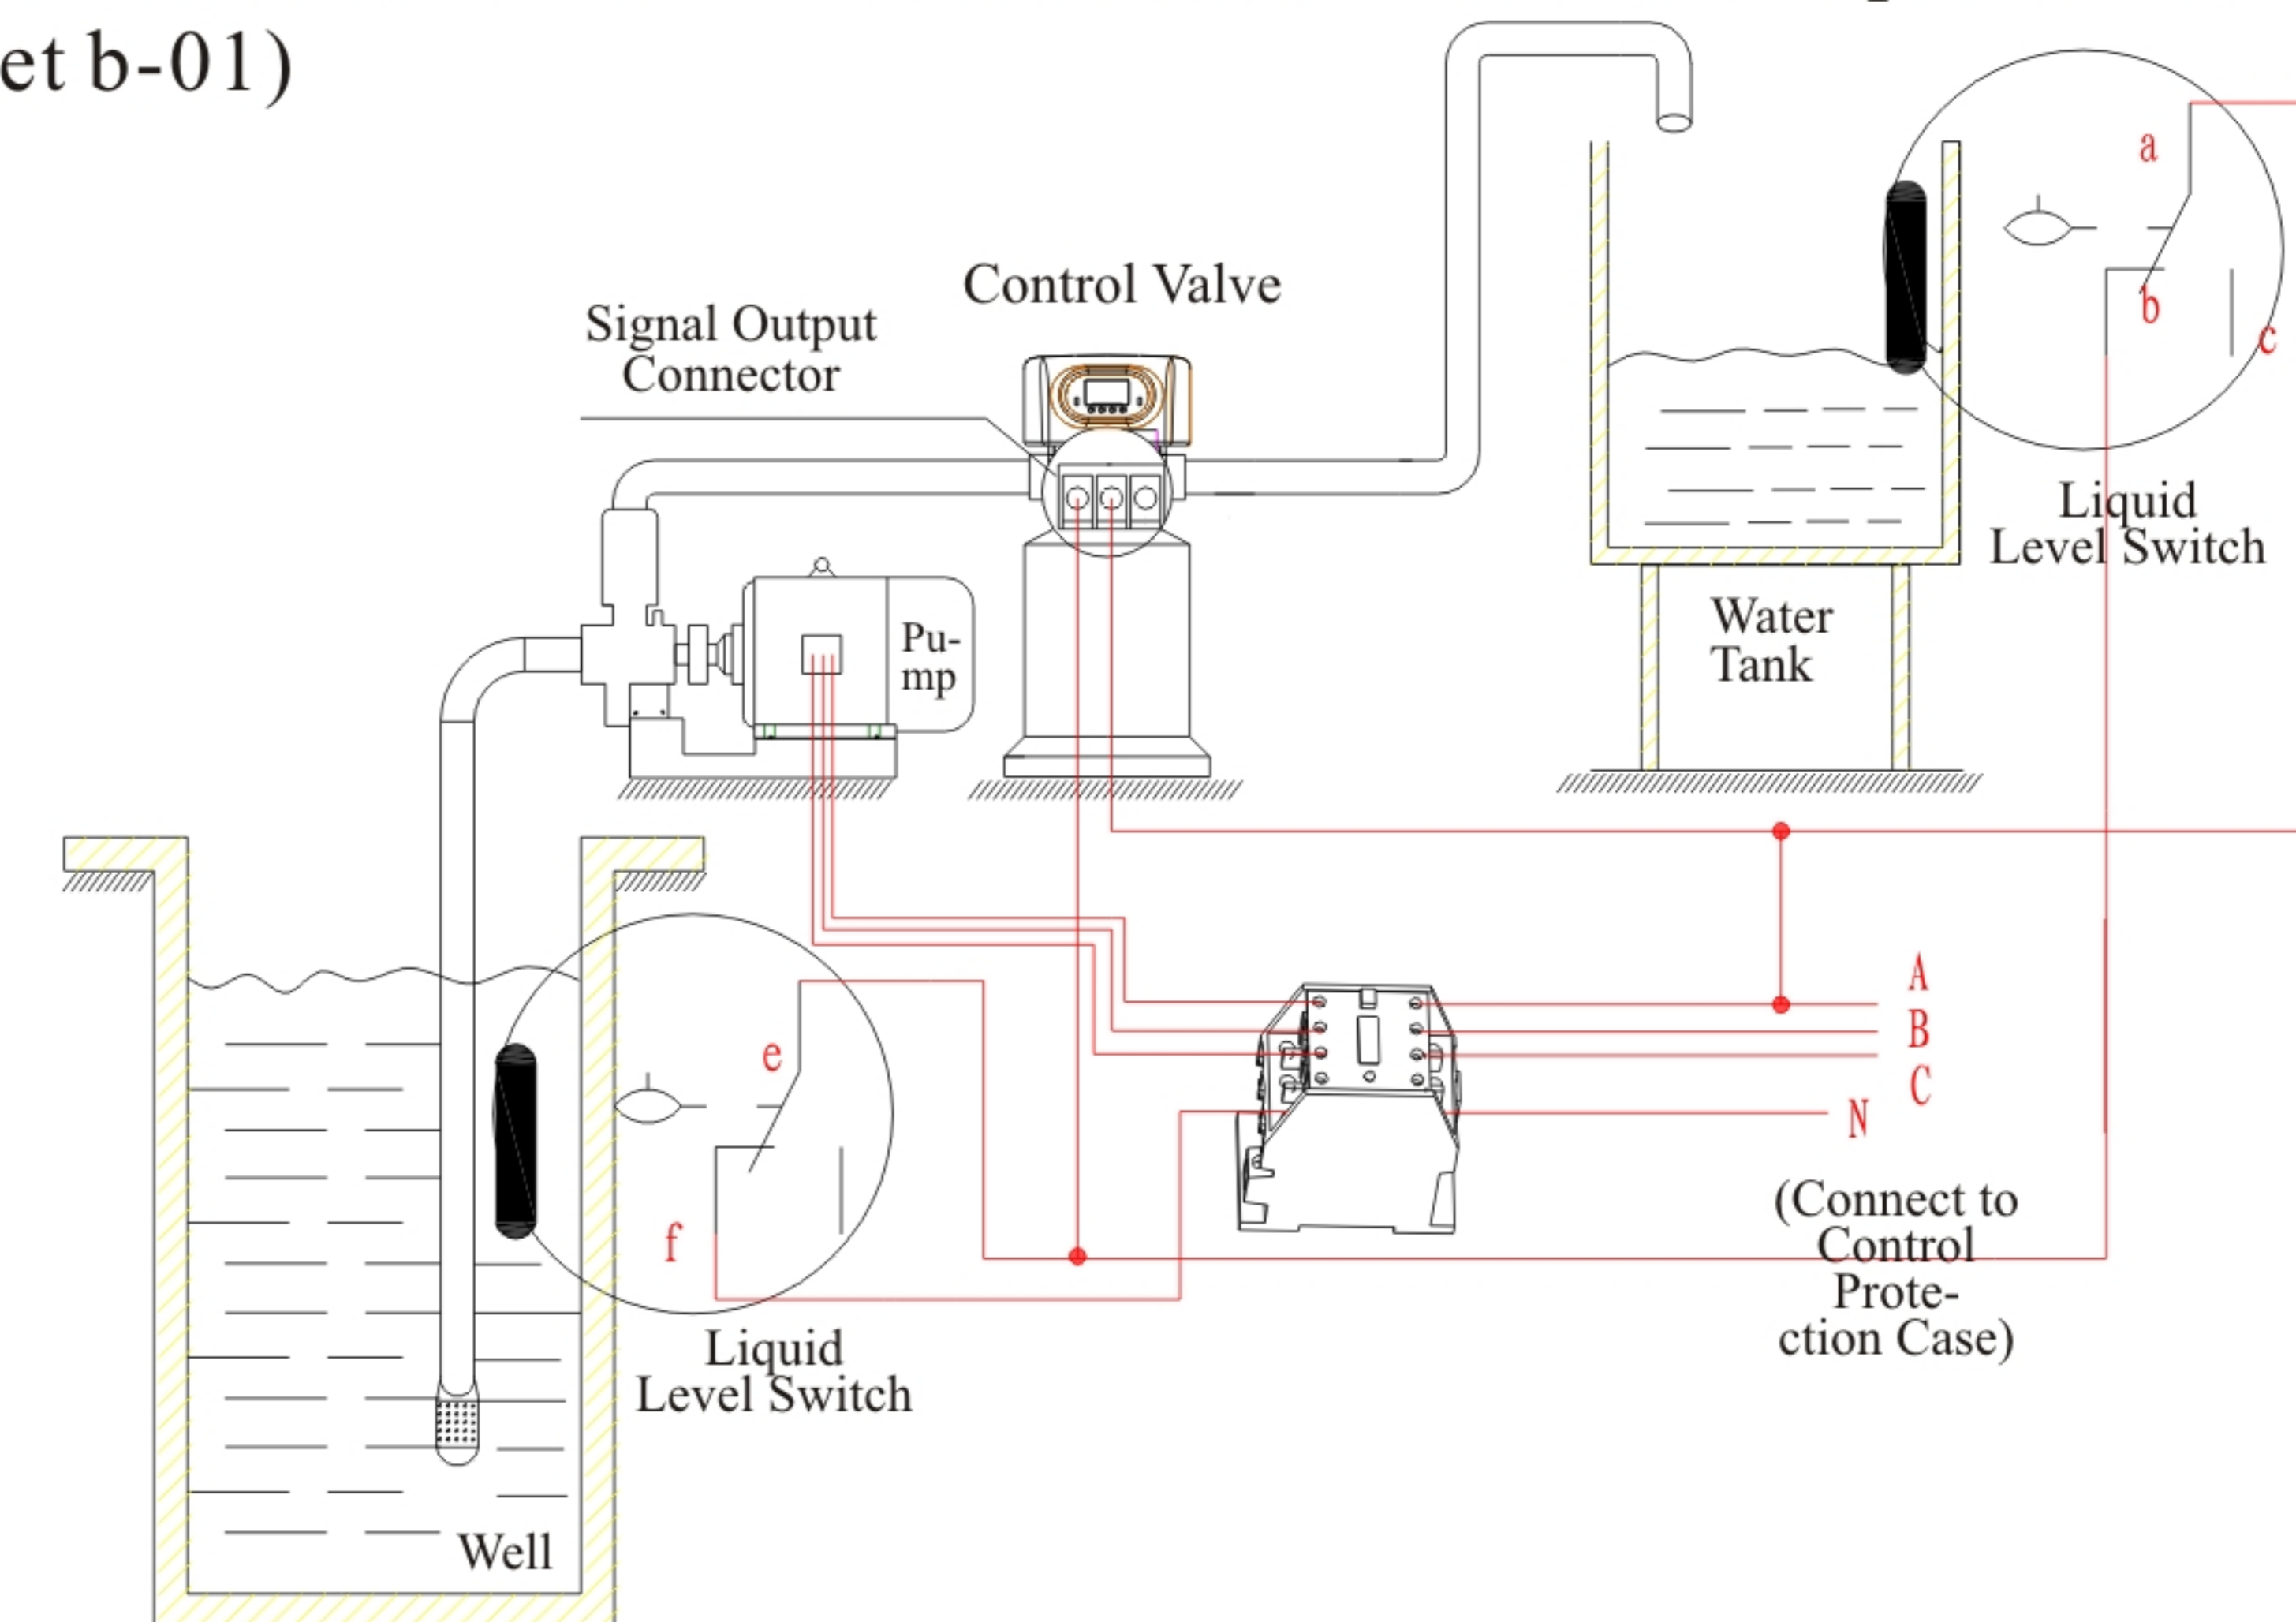 et b-01)
Control Valve
Signal Output
Connector
a
b
c
Liquid
Level Switch
Pu-
mp
Water
Tank
A
B
C
N
e
f
(Connect to
Control
Prote-
ction Case)
Liquid
Level Switch
Well